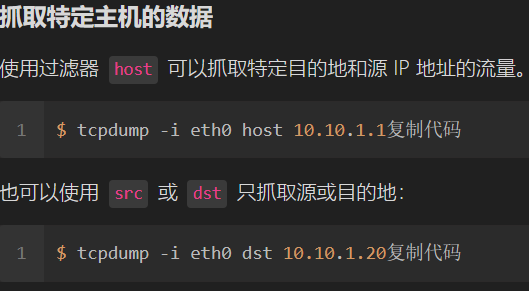 抓取特定主机的数据
使用过滤器 host 可以抓取特定目的地和源 IP 地址的流量。
1 $ tcpdump -i eth0 host 10.10.1.1复制代码
也可以使用 src 或 dst 只抓取源或目的地：
1 $ tcpdump -i eth0 dst 10.10.1.20复制代码